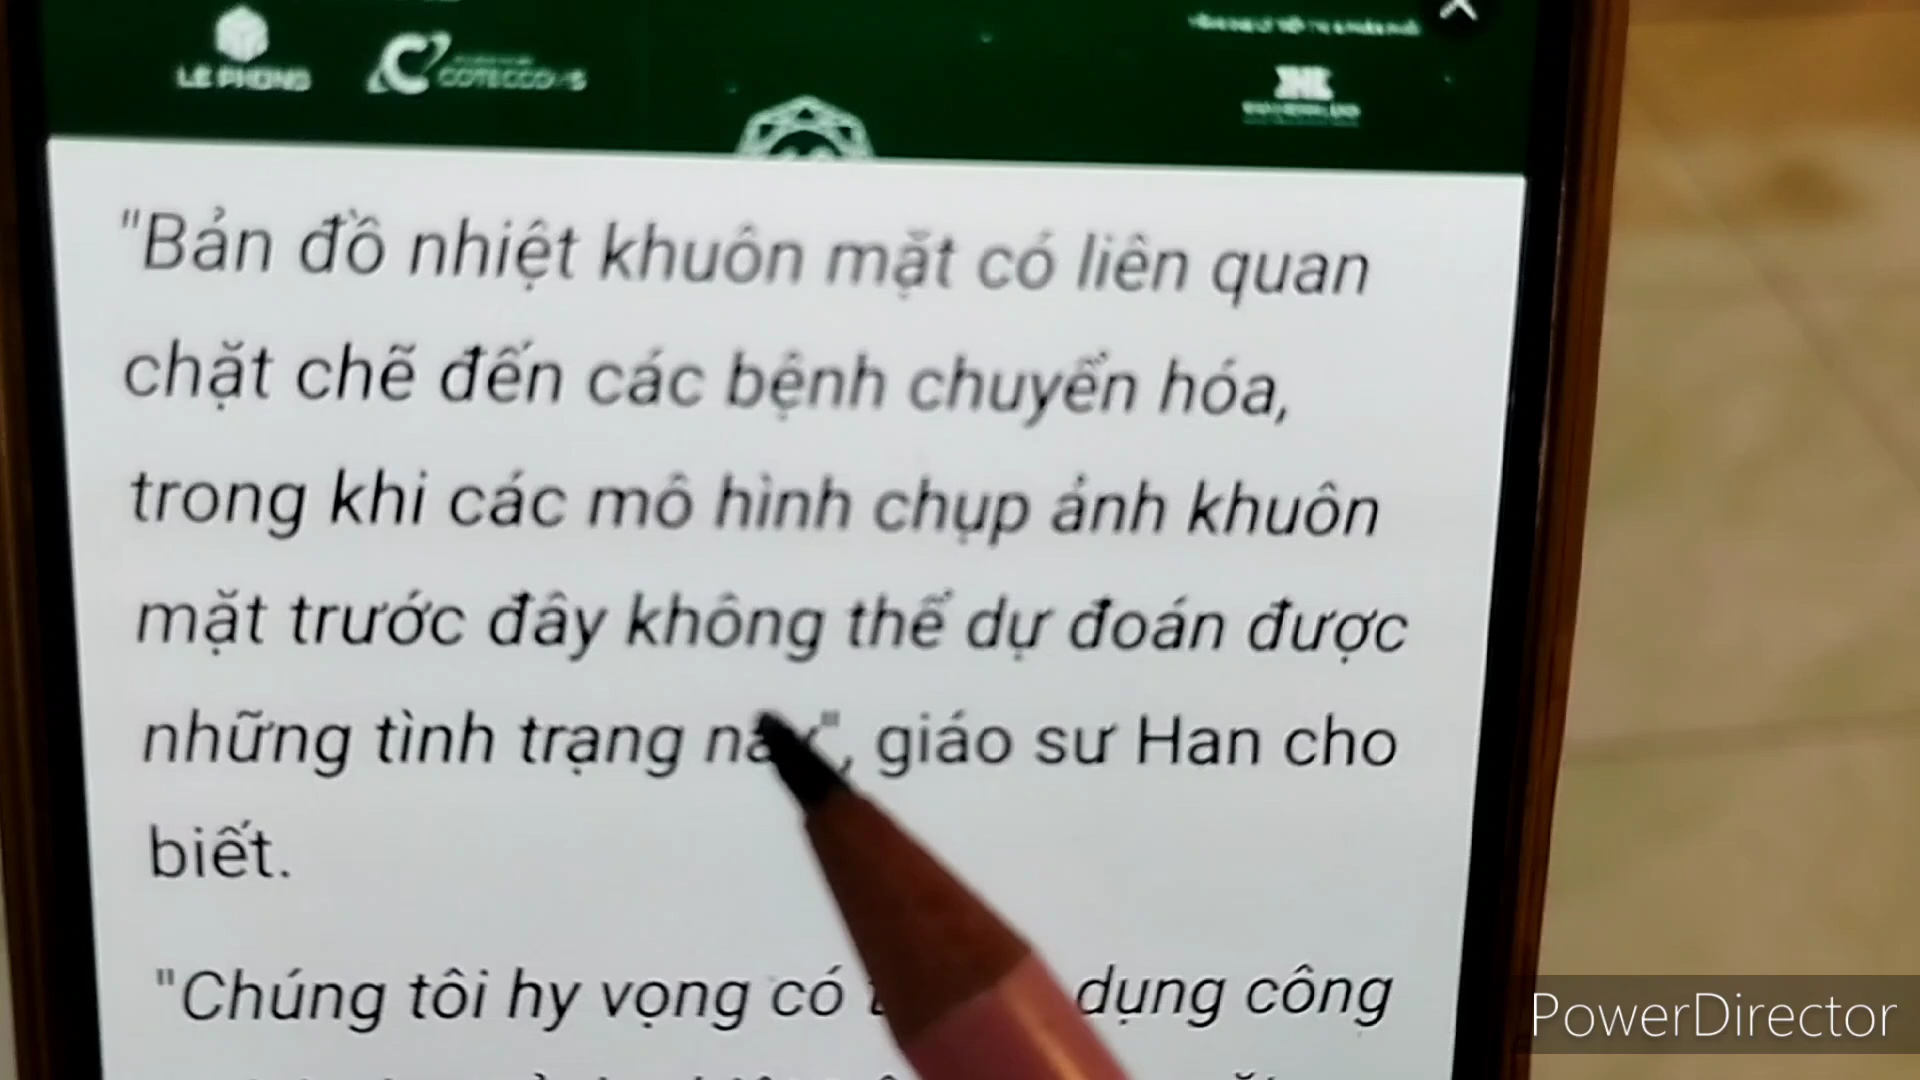 LE PHONG
COTECCONS
"Bản đồ nhiệt khuôn mặt có liên quan
chặt chẽ đến các bệnh chuyển hóa,
trong khi các mô hình chụp ảnh khuôn
mặt trước đây không thể dự đoán được
những tình trạng này", giáo sư Han cho
biết.
"Chúng tôi hy vọng có dụng công
PowerDirector